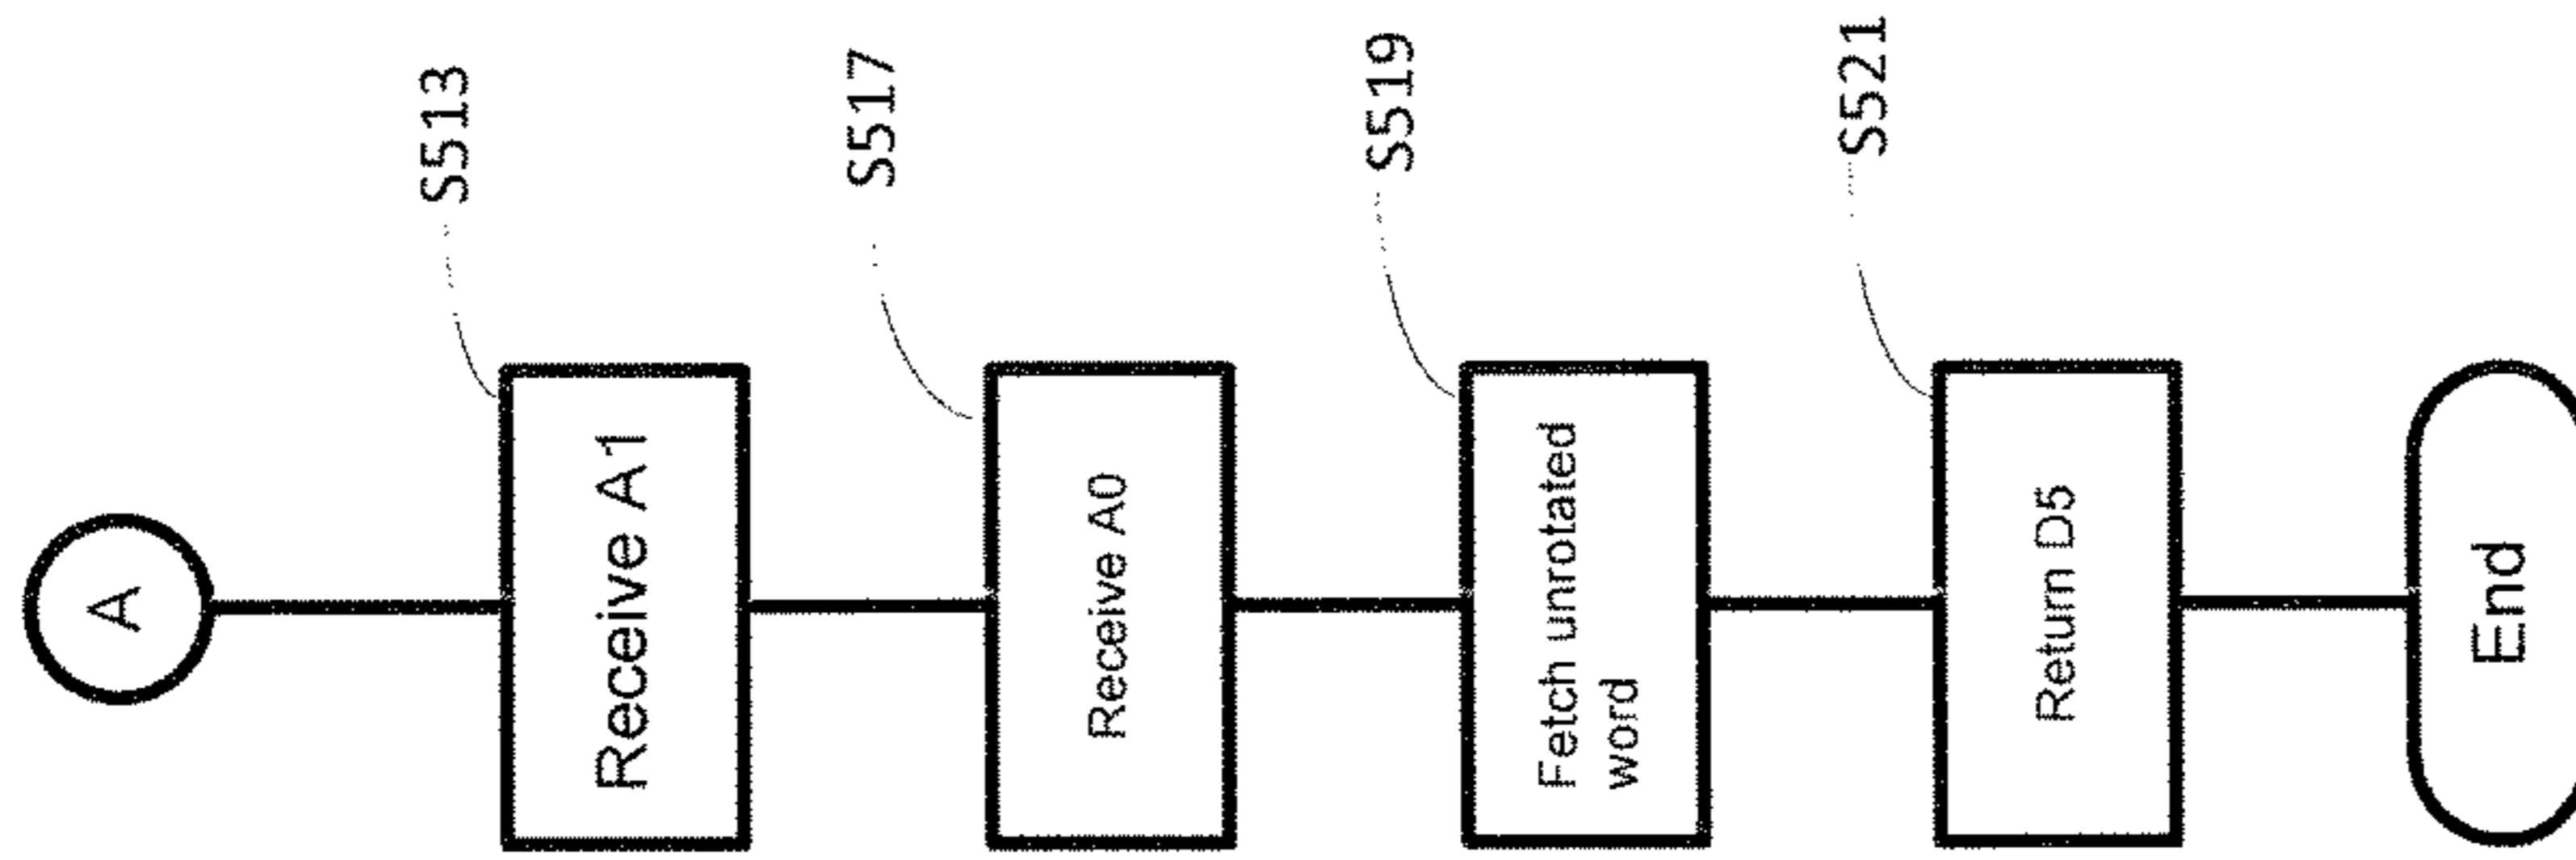 A
S513
Receive A1
S517
Receive A0
S519
Fetch unrotated
word
S521
Return D5
End